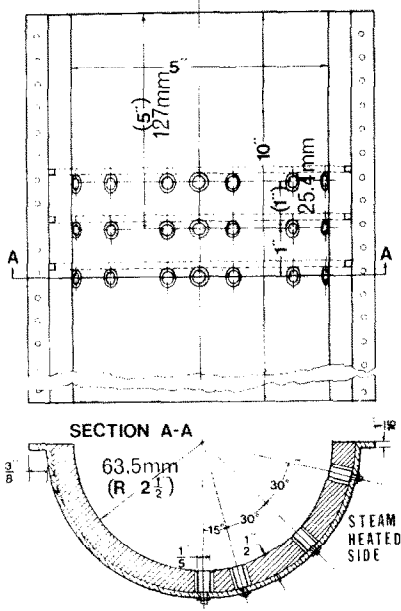 5"
(5")
127mm
10"
(1")
25.4mm
1"
A
A
SECTION A-A
63.5mm
(R 2½")
3/8"
30°
30°
15°
1/5
1/2"
STEAM
HEATED
SIDE